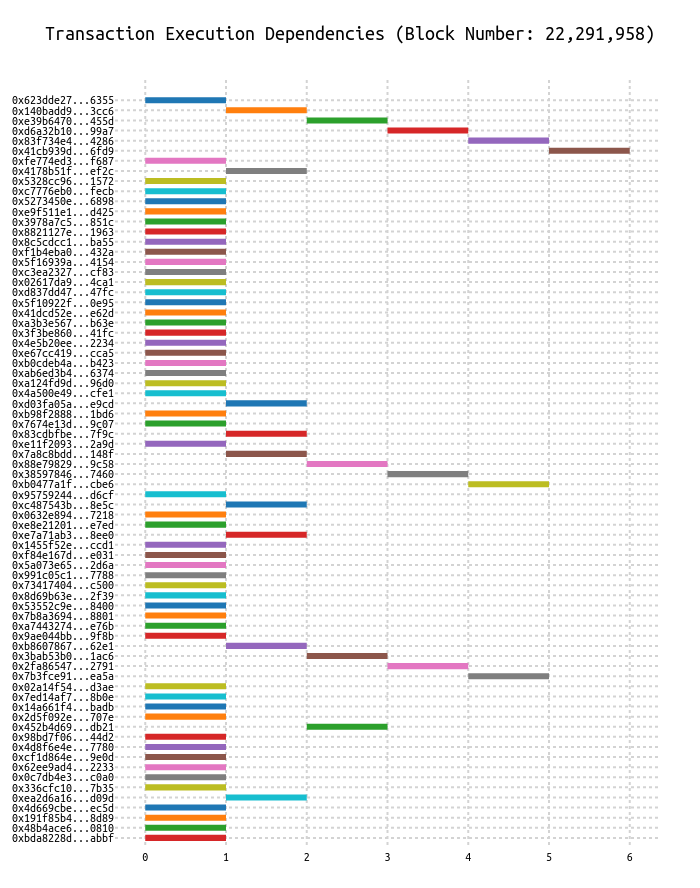 Transaction Execution Dependencies (Block Number: 22,291,958)
0x623dde27...6355
0x140badd9...3cc6
0xe39b6470...455d
0xd6a32b10...99a7
0x83f734e4...4286
0x41cb939d...6fd9
0xfe774ed3...f687
0x4178b51f...ef2c
0x5328cc96...1572
0xc7776eb0...fecb
0x5273450e...6898
0xe9f511e1...d425
0x3978a7c5...851c
0x8821127e...1963
0x8c5cdcc1...ba55
0xf1b4eba0...432a
0x5f16939a...4154
0xc3ea2327...cf83
0x02617da9...4ca1
0xd837dd47...47fc
0x5f10922f...0e95
0x41dcd52e...e62d
0xa3b3e567...b63e
0x3f3be860...41fc
0x4e5b20ee...2234
0xe67cc419...cca5
0xb0cdeb4a...b423
0xab6ed3b4...6374
0xa124fd9d...96d0
0x4a500e49...cfe1
0xd03fa05a...e9cd
0xb98f2888...1bd6
0x7674e13d...9c07
0x83cdbfbe...7f9c
0xe11f2093...2a9d
0x7a8c8bdd...148f
0x88e79829...9c58
0x38597846...7460
0xb0477a1f...cbe6
0x95759244...d6cf
0xc487543b...8e5c
0x0632e894...7218
0xe8e21201...e7ed
0xe7a71ab3...8ee0
0x1455f52e...ccd1
0xf84e167d...e031
0x5a073e65...2d6a
0x991c05c1...7788
0x73417404...c500
0x8d69b63e...2f39
0x53552c9e...8400
0x7b8a3694...8801
0xa7443274...e76b
0x9ae044bb...9f8b
0xb8607867...62e1
0x3bab53b0...1ac6
0x2fa86547...2791
0x7b3fce91...ea5a
0x02a14f54...d3ae
0x7ed14af7...8b0e
0x14a661f4...badb
0x2d5f092e...707e
0x452b4d69...db21
0x98bd7f06...44d2
0x4d8f6e4e...7780
0xcf1d864e...9e0d
0x62ee9ad4...2233
0x0c7db4e3...c0a0
0x336cfc10...7b35
0xea2d6a16...d09d
0x4d669cbe...ec5d
0x191f85b4...8d89
0x48b4ace6...0810
0xbda8228d...abbf
0 1 2 3 4 5 6